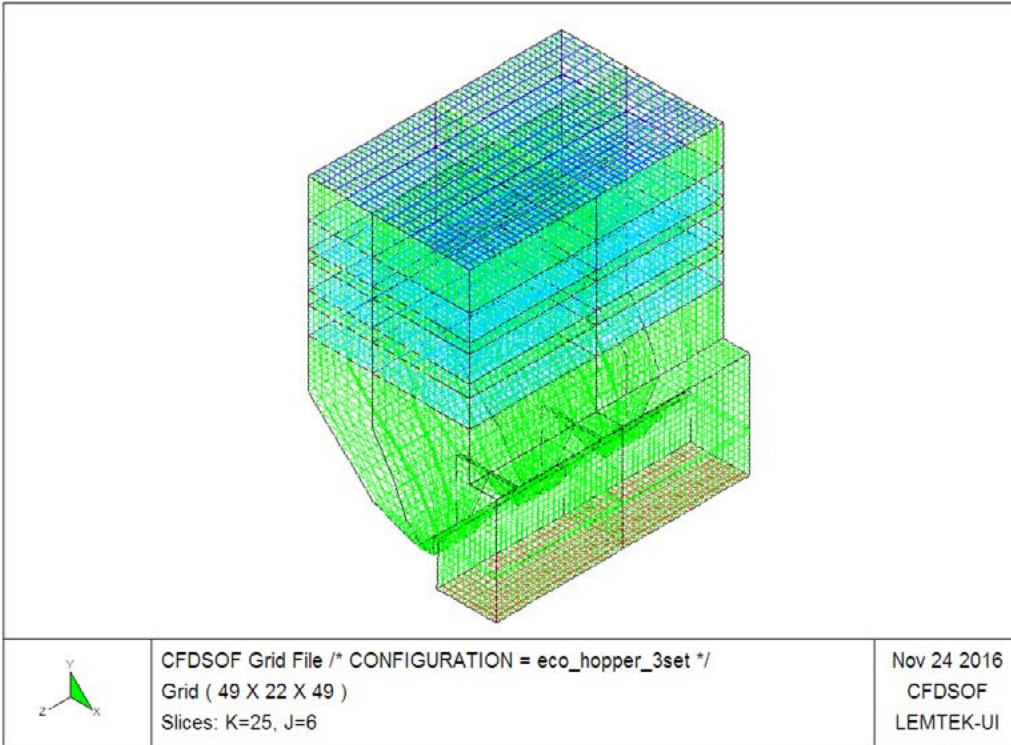 Y
Z
X
CFDSOF Grid File /* CONFIGURATION = eco_hopper_3set */
Grid ( 49 X 22 X 49 )
Slices: K=25, J=6
Nov 24 2016
CFDSOF
LEMTEK-UI